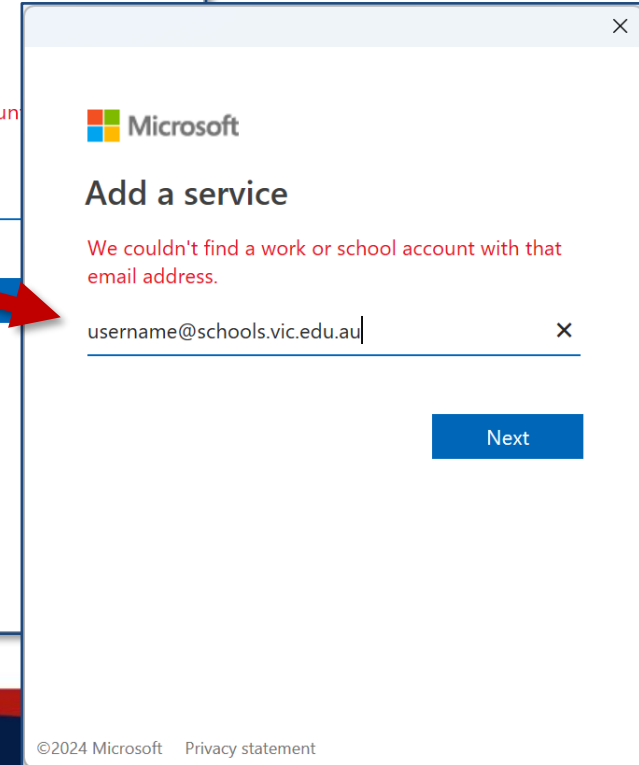 Microsoft
Add a service
We couldn't find a work or school account with that
email address.
username@schools.vic.edu.au
Next
©2024 Microsoft Privacy statement